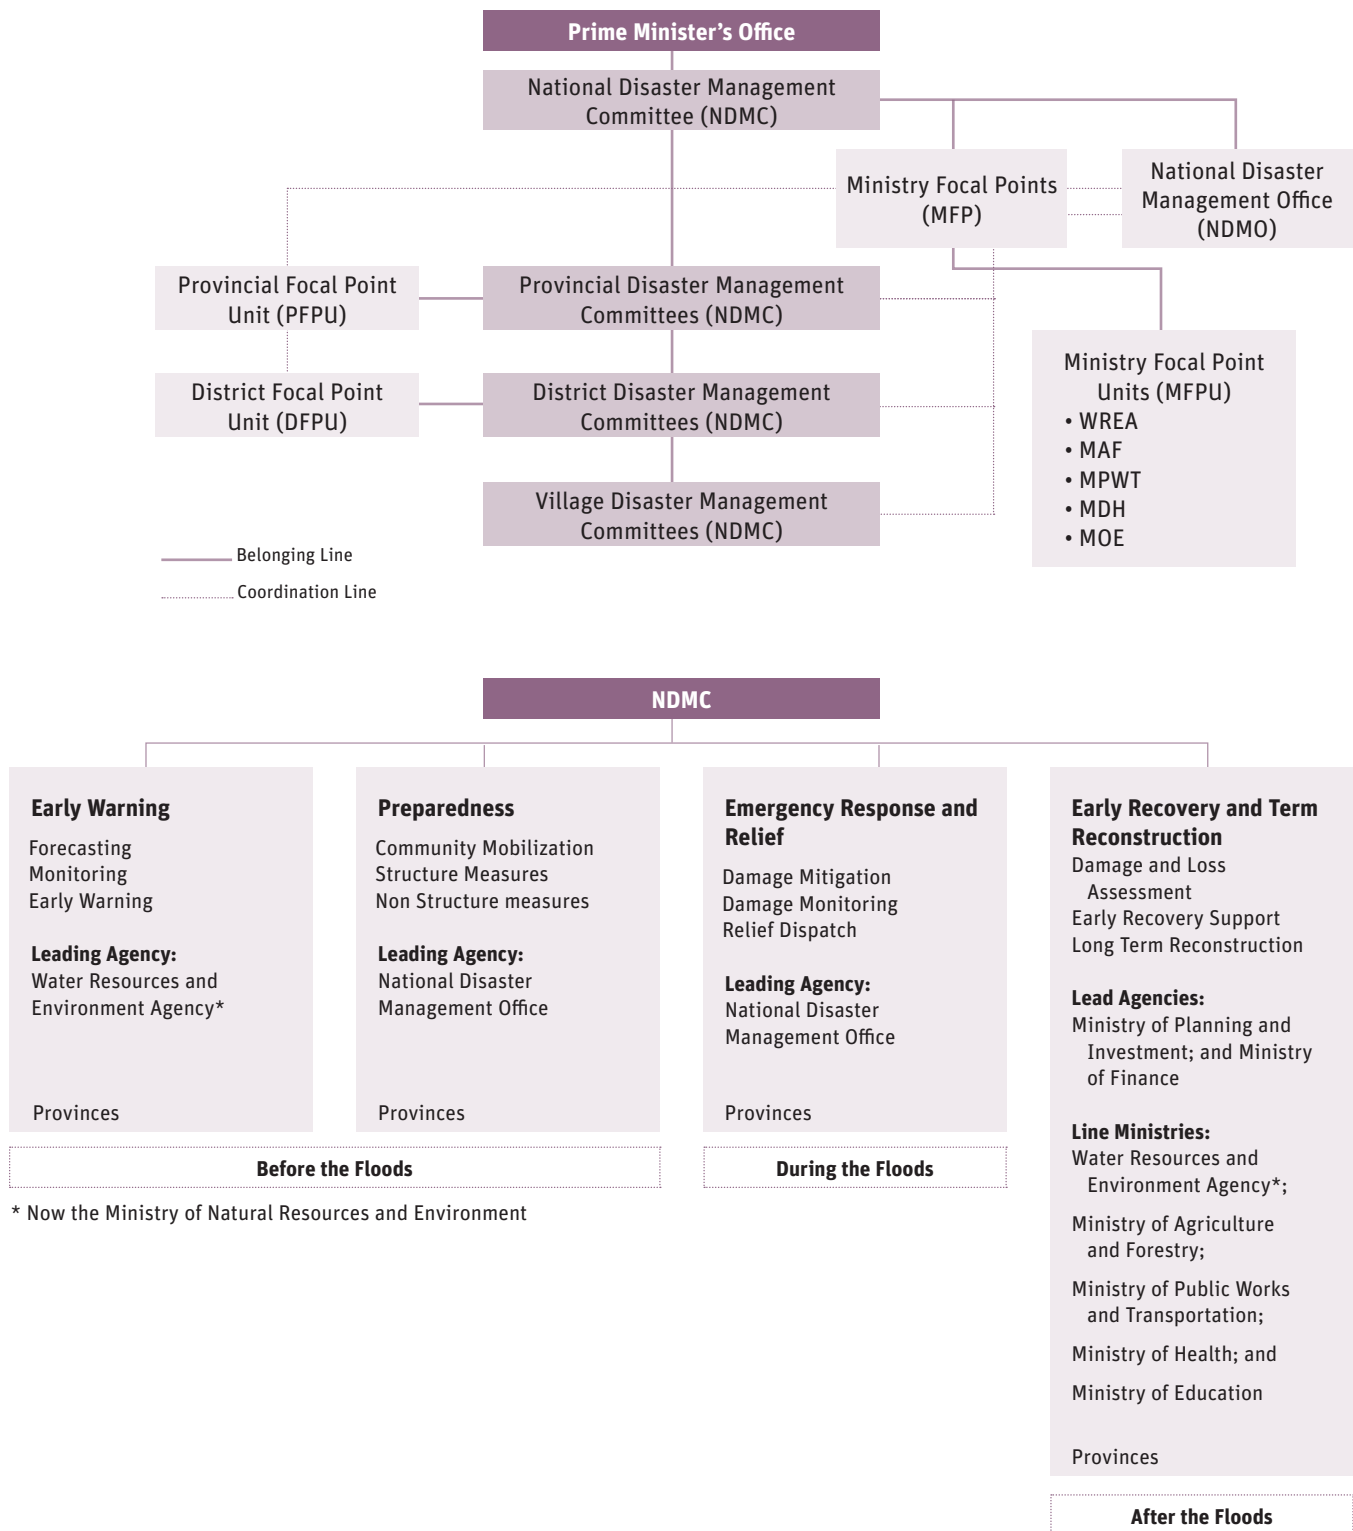 Prime Minister’s Office
National Disaster Management
Committee (NDMC)
Ministry Focal Points
(MFP)
National Disaster
Management Office
(NDMO)
Provincial Focal Point
Unit (PFPU)
Provincial Disaster Management
Committees (NDMC)
District Focal Point
Unit (DFPU)
District Disaster Management
Committees (NDMC)
Village Disaster Management
Committees (NDMC)
Ministry Focal Point
Units (MFPU)
• WREA
• MAF
• MPWT
• MDH
• MOE
Belonging Line
Coordination Line
NDMC
Early Warning
Forecasting
Monitoring
Early Warning
Leading Agency:
Water Resources and
Environment Agency*
Provinces
Preparedness
Community Mobilization
Structure Measures
Non Structure measures
Leading Agency:
National Disaster
Management Office
Provinces
Before the Floods
Emergency Response and
Relief
Damage Mitigation
Damage Monitoring
Relief Dispatch
Leading Agency:
National Disaster
Management Office
Provinces
During the Floods
Early Recovery and Term
Reconstruction
Damage and Loss
Assessment
Early Recovery Support
Long Term Reconstruction
Lead Agencies:
Ministry of Planning and
Investment; and Ministry
of Finance
Line Ministries:
Water Resources and
Environment Agency*;
Ministry of Agriculture
and Forestry;
Ministry of Public Works
and Transportation;
Ministry of Health; and
Ministry of Education
Provinces
After the Floods
* Now the Ministry of Natural Resources and Environment